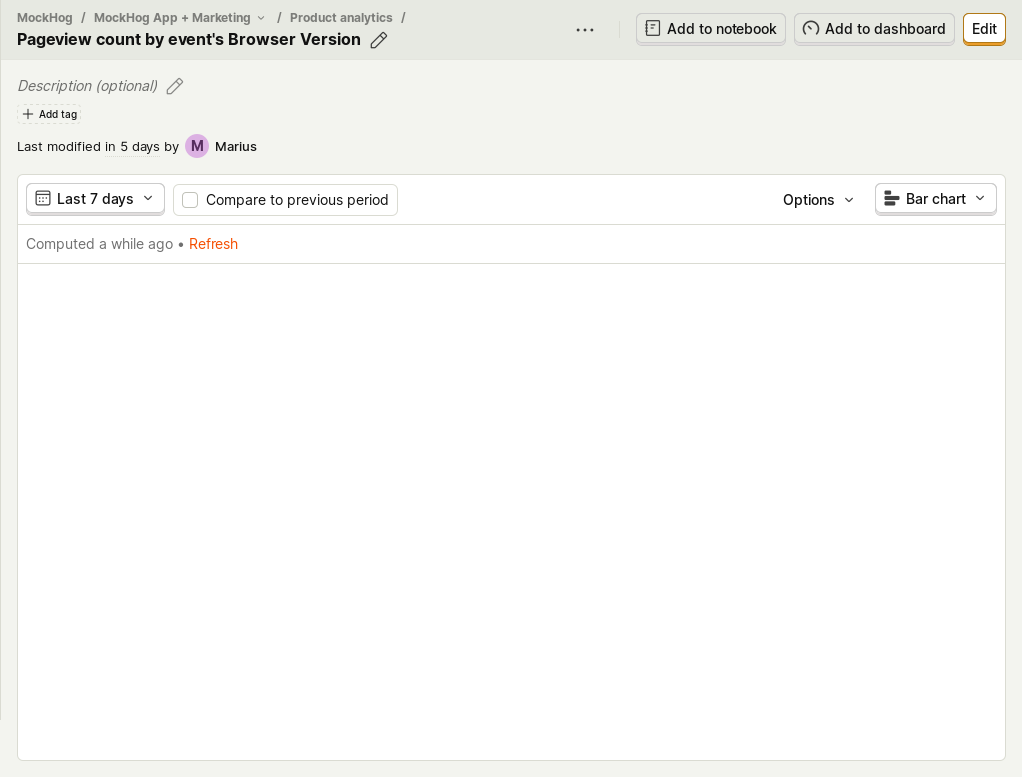 MockHog / MockHog App + Marketing / Product analytics /
Pageview count by event's Browser Version
Add to notebook
Add to dashboard
Edit
Description (optional)
Add tag
Last modified in 5 days by M Marius
Last 7 days
Compare to previous period
Options
Bar chart
Computed a while ago • Refresh